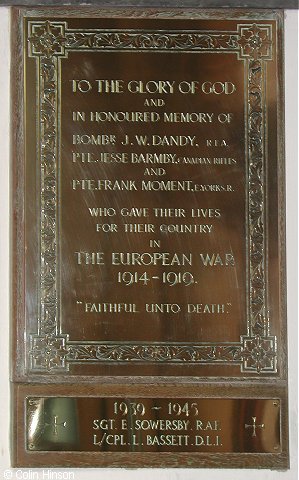 TO THE GLORY OF GOD
AND
IN HONOURED MEMORY OF
BOMBR J.W. DANDY, R.F.A.
PTE. JESSE BARMBY, CANADIAN RIFLES
AND
PTE. FRANK MOMENT, E.YORKS.R.
WHO GAVE THEIR LIVES
FOR THEIR COUNTRY
IN
THE EUROPEAN WAR
1914-1919.
"FAITHFUL UNTO DEATH."
1939 - 1945
SGT. E. SOWERSBY. R.A.F.
L/CPL. L. BASSETT. D.L.I.
© Colin Hinson